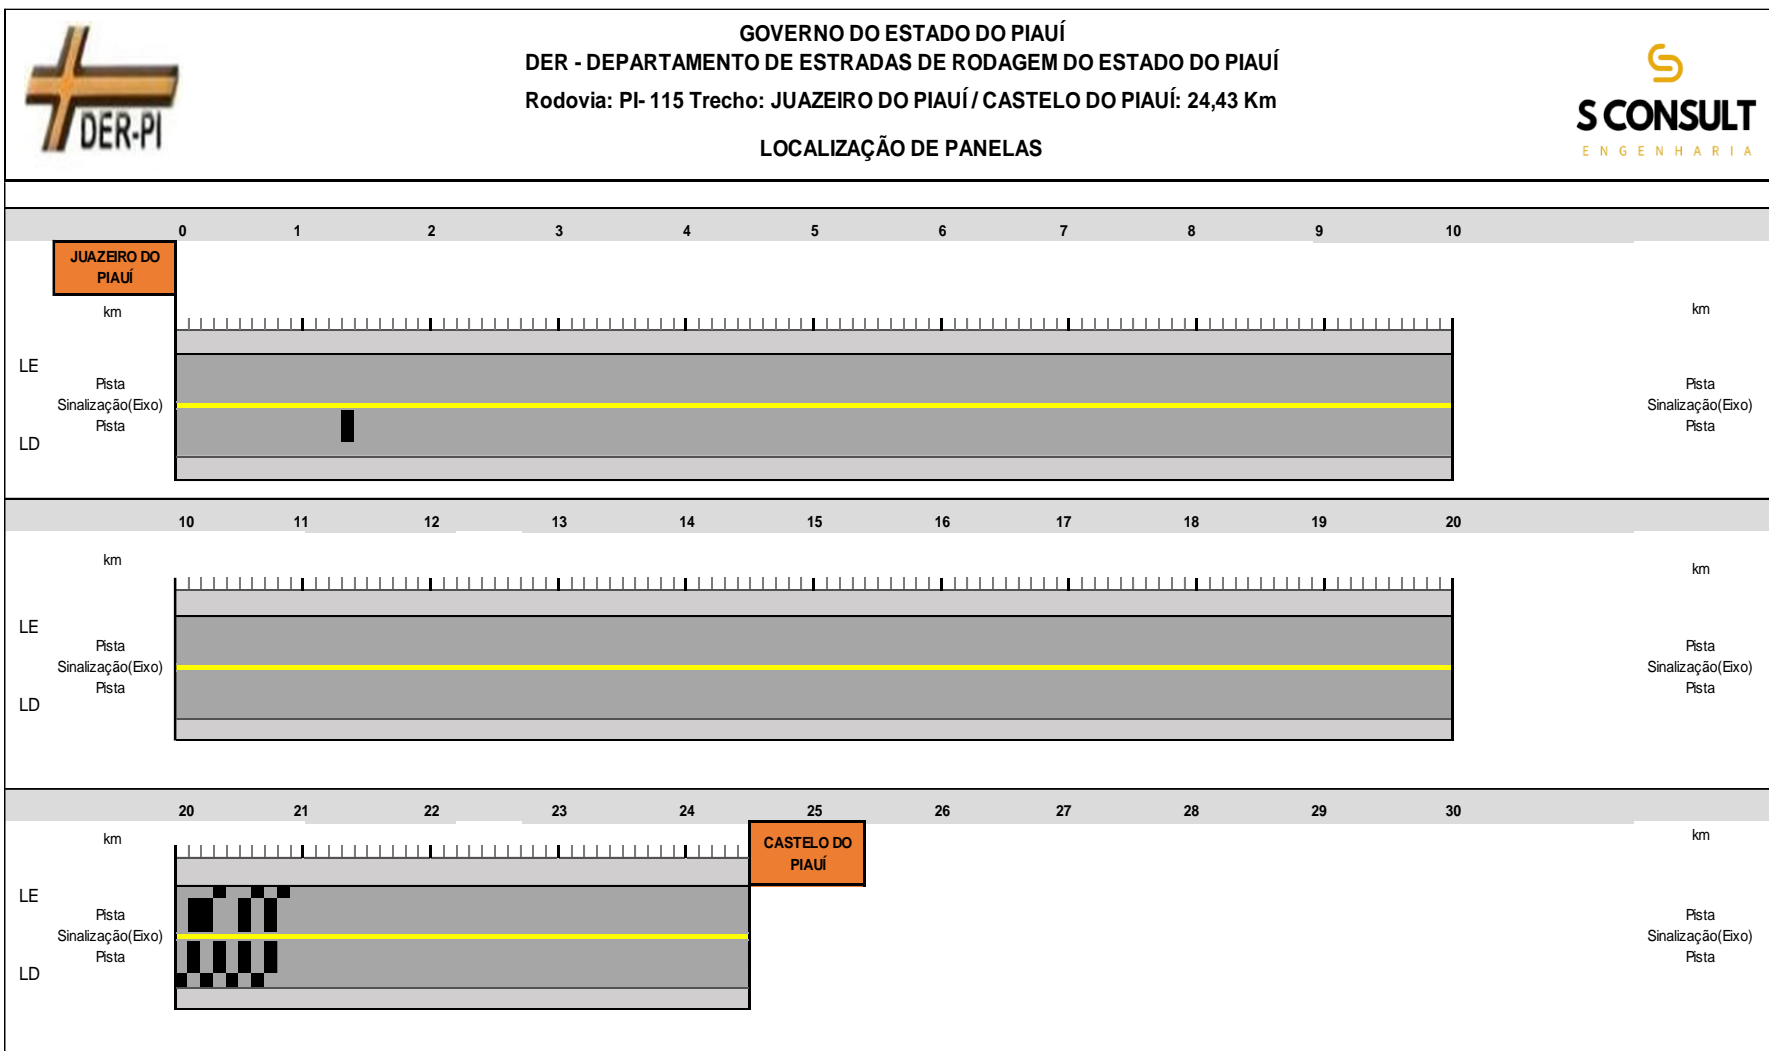 GOVERNO DO ESTADO DO PIAUÍ
DER - DEPARTAMENTO DE ESTRADAS DE RODAGEM DO ESTADO DO PIAUÍ
Rodovia: PI- 115 Trecho: JUAZEIRO DO PIAUÍ / CASTELO DO PIAUÍ: 24,43 Km
LOCALIZAÇÃO DE PANELAS
DER-PI
S CONSULT
ENGENHARIA
0 1 2 3 4 5 6 7 8 9 10
JUAZEIRO DO
PIAUÍ
km km
LE
Pista Pista
Sinalização(Eixo) Sinalização(Eixo)
Pista Pista
LD
10 11 12 13 14 15 16 17 18 19 20
km km
LE
Pista Pista
Sinalização(Eixo) Sinalização(Eixo)
Pista Pista
LD
20 21 22 23 24 25 26 27 28 29 30
km km
CASTELO DO
PIAUÍ
LE
Pista Pista
Sinalização(Eixo) Sinalização(Eixo)
Pista Pista
LD